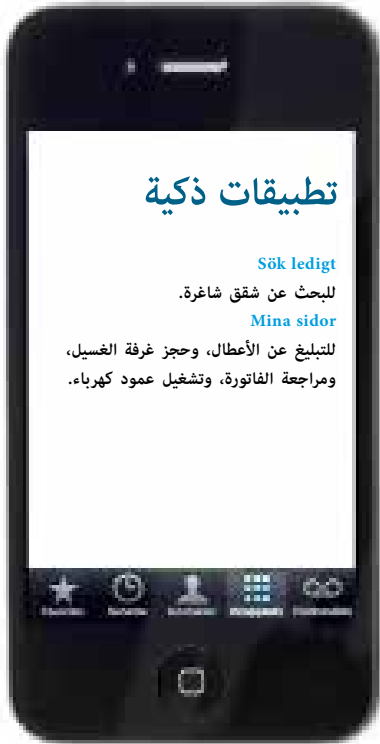 تطبيقات ذكية
Sök ledigt
للبحث عن شقق شاغرة.
Mina sidor
للتبليغ عن الأعطال، وحجز غرفة الغسيل،
ومراجعة الفاتورة، وتشغيل عمود كهرباء.